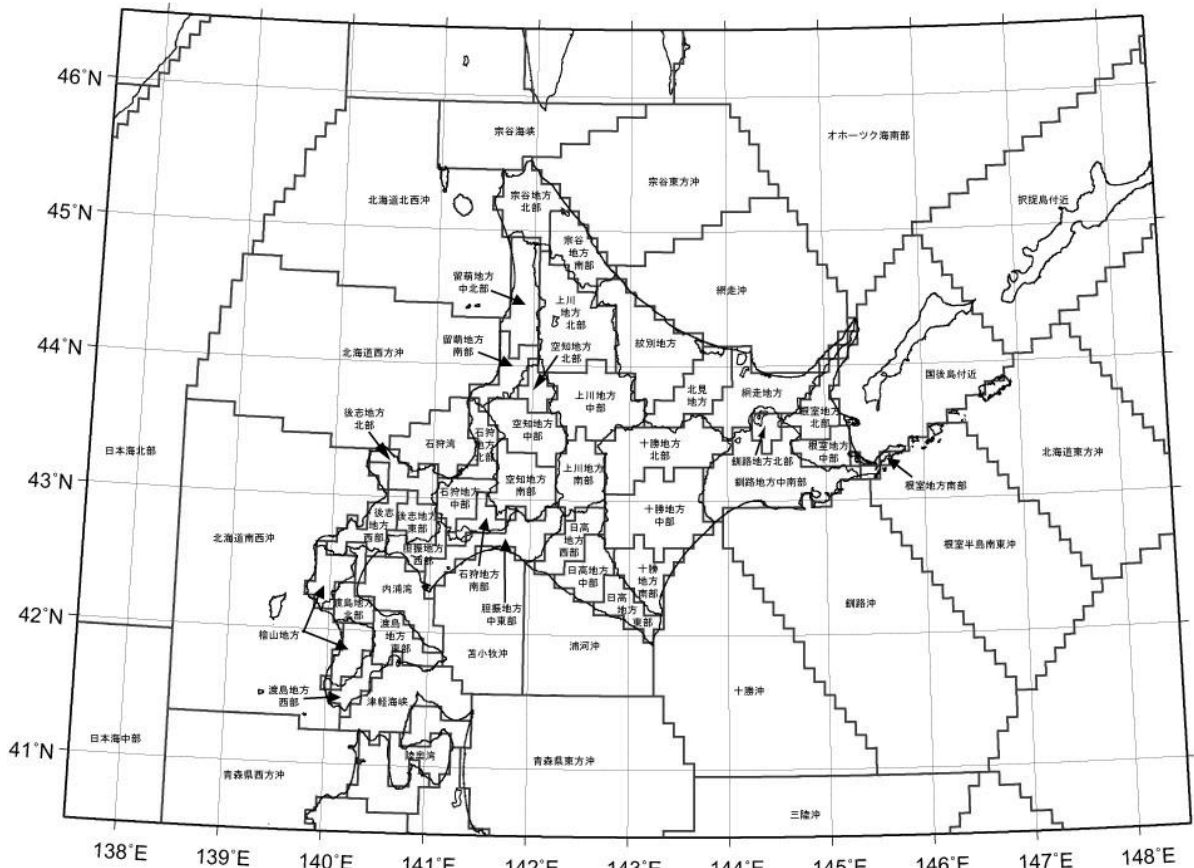 46°N
45°N
44°N
43°N
42°N
41°N
宗谷海峡
オホーツク海南部
宗谷東方沖
択捉島付近
北海道北西沖
宗谷地方
北部
宗谷
地方
南部
留萌地方
中北部
上川
地方
北部
網走沖
留萌地方
南部
空知地方
北部
紋別地方
北海道西方沖
国後島付近
上川地方
中部
北見
地方
網走地方
後志地方
北部
石狩湾
石狩
地方
北部
空知地方
中部
十勝地方
北部
根室地方
北部
根室地方
中部
日本海北部
釧路地方北部
釧路地方中南部
根室地方南部
北海道東方沖
石狩地方
中部
空知地方
南部
上川地方
南部
後志
地方
西部
後志地方
東部
十勝地方
中部
北海道南西沖
胆振地方
西部
日高
地方
西部
根室半島南東沖
石狩地方
南部
日高地方
中部
十勝
地方
南部
内浦湾
渡島地方
北部
胆振地方
中東部
日高
地方
東部
釧路沖
檜山地方
渡島
地方
東部
苫小牧沖
浦河沖
渡島地方
西部
津軽海峡
十勝沖
日本海中部
陸奥湾
青森県西方沖
青森県東方沖
三陸沖
138°E
139°E
140°E
141°E
142°E
143°E
144°E
145°E
146°E
147°E
148°E